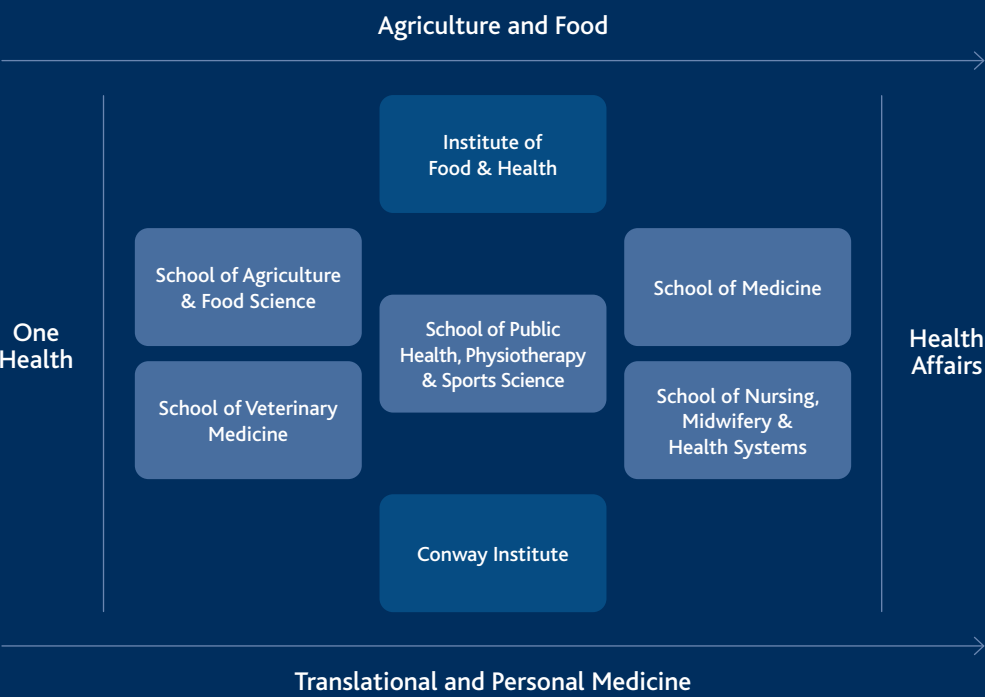 Agriculture and Food
Institute of
Food & Health
School of Agriculture
& Food Science
School of Medicine
One
Health
School of Public
Health, Physiotherapy
& Sports Science
Health
Affairs
School of Veterinary
Medicine
School of Nursing,
Midwifery &
Health Systems
Conway Institute
Translational and Personal Medicine